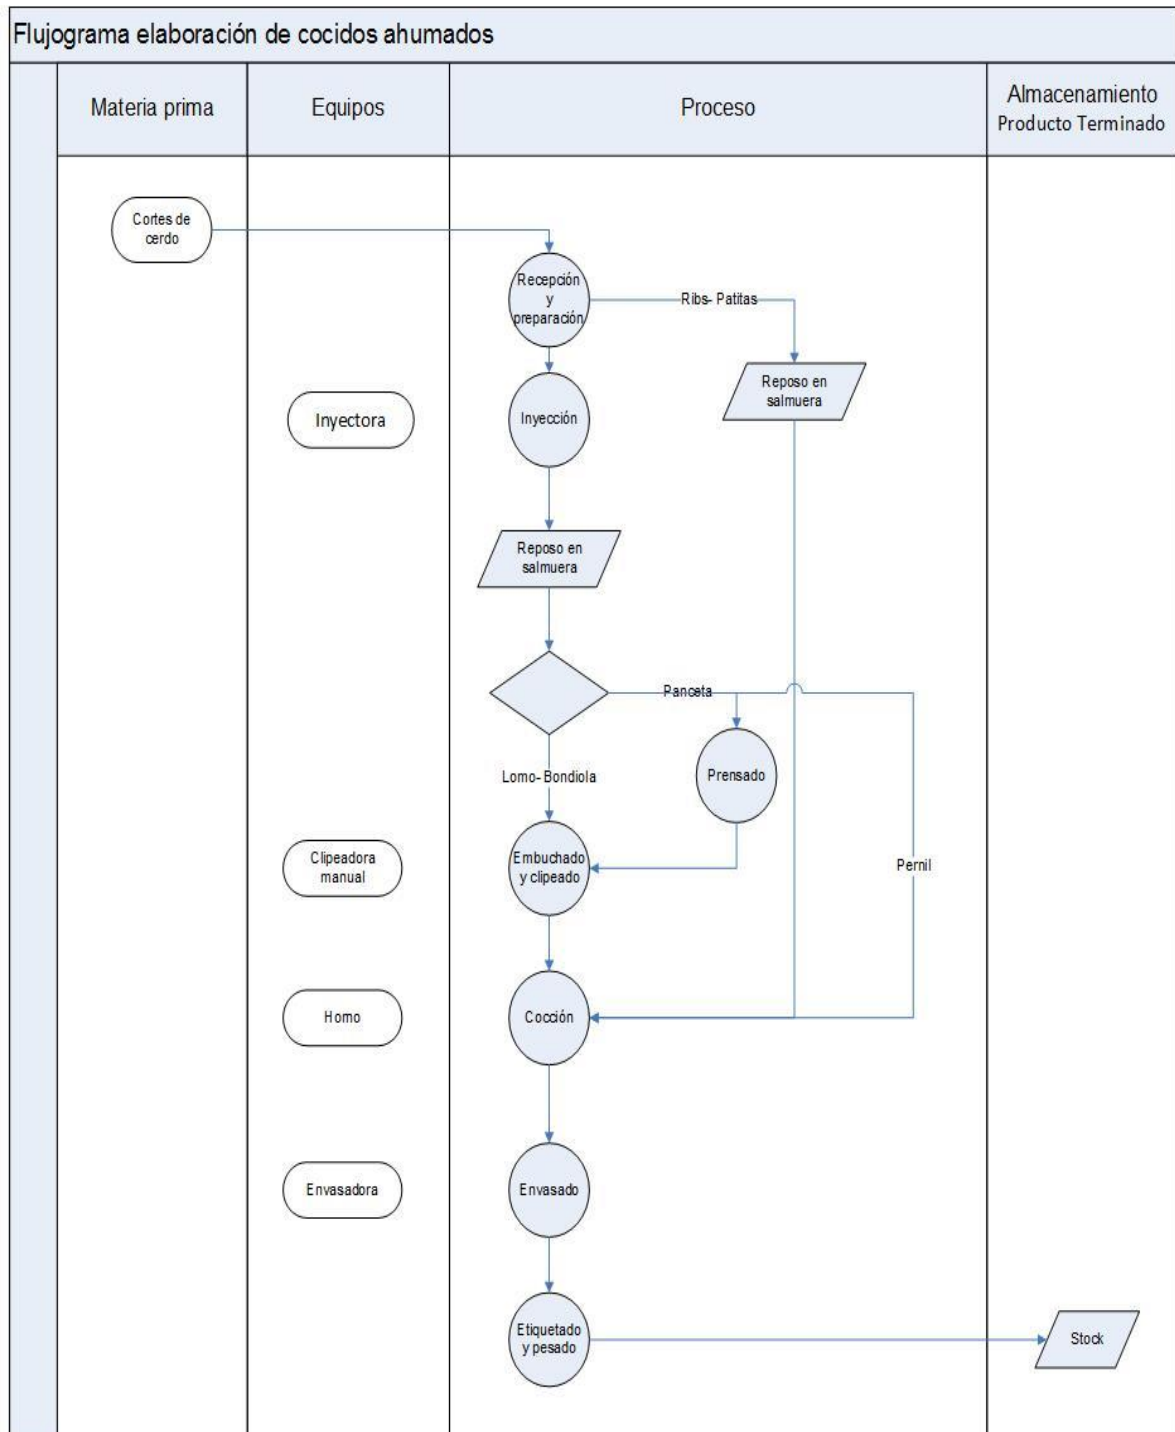 Flujograma elaboración de cocidos ahumados
Materia prima
Equipos
Proceso
Almacenamiento
Producto Terminado
Cortes de
cerdo
Recepción
y
preparación
Ribs- Patitas
Reposo en
salmuera
Inyectora
Inyección
Reposo en
salmuera
Panceta
Lomo- Bondiola
Prensado
Clipeadora
manual
Embuchado
y clipeado
Pernil
Horno
Cocción
Envasadora
Envasado
Etiquetado
y pesado
Stock